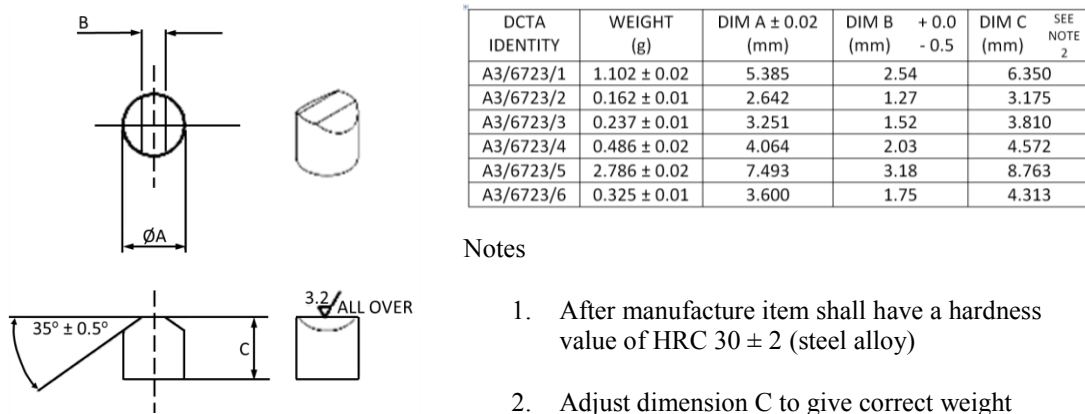 B
ØA
35° ± 0.5°
C
3.2
ALL OVER
DCTA IDENTITY | WEIGHT (g) | DIM A ± 0.02 (mm) | DIM B + 0.0 (mm) - 0.5 | DIM C SEE NOTE 2 (mm)
A3/6723/1 | 1.102 ± 0.02 | 5.385 | 2.54 | 6.350
A3/6723/2 | 0.162 ± 0.01 | 2.642 | 1.27 | 3.175
A3/6723/3 | 0.237 ± 0.01 | 3.251 | 1.52 | 3.810
A3/6723/4 | 0.486 ± 0.02 | 4.064 | 2.03 | 4.572
A3/6723/5 | 2.786 ± 0.02 | 7.493 | 3.18 | 8.763
A3/6723/6 | 0.325 ± 0.01 | 3.600 | 1.75 | 4.313
Notes
1. After manufacture item shall have a hardness
value of HRC 30 ± 2 (steel alloy)
2. Adjust dimension C to give correct weight